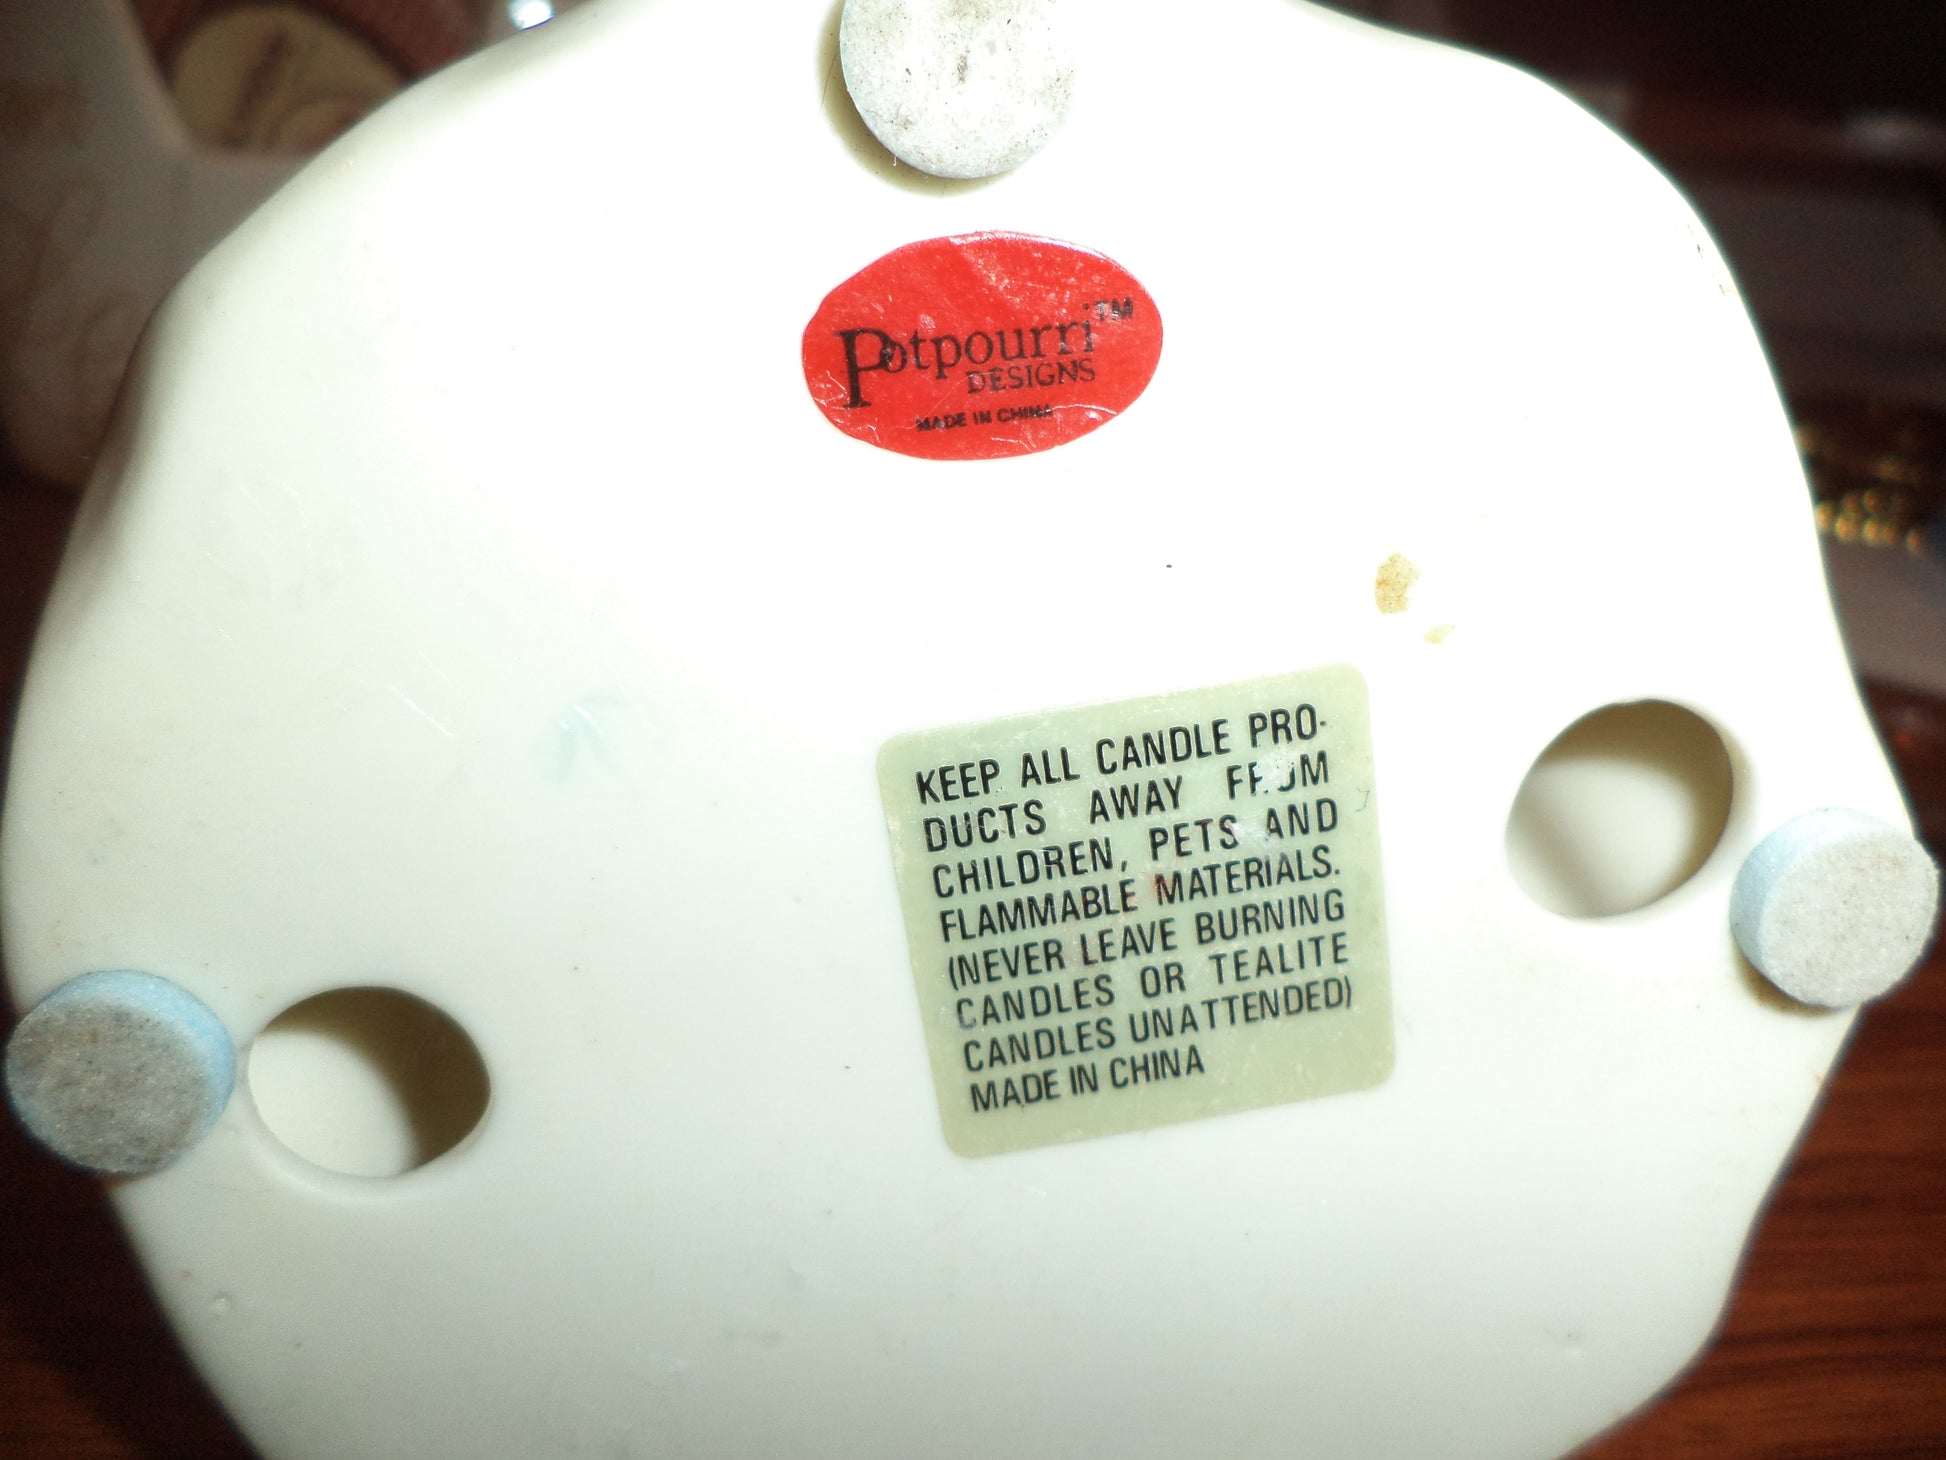 Potpourri™
DESIGNS
MADE IN CHINA
KEEP ALL CANDLE PRO-
DUCTS AWAY FROM
CHILDREN, PETS AND
FLAMMABLE MATERIALS.
(NEVER LEAVE BURNING
CANDLES OR TEALITE
CANDLES UNATTENDED)
MADE IN CHINA